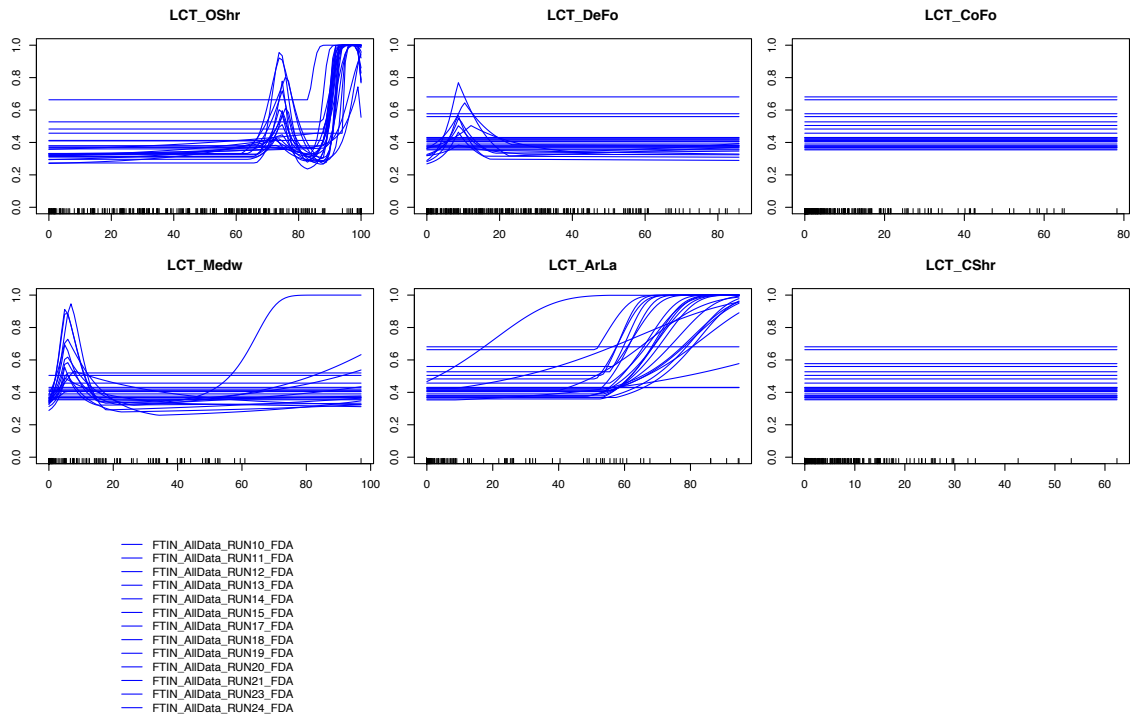 LCT_OShr LCT_DeFo LCT_CoFo
1.0 1.0 1.0
0.8 0.8 0.8
0.6 0.6 0.6
0.4 0.4 0.4
0.2 0.2 0.2
0.0 0.0 0.0
0 20 40 60 80 100 0 20 40 60 80 0 20 40 60 80
LCT_Medw LCT_ArLa LCT_CShr
1.0 1.0 1.0
0.8 0.8 0.8
0.6 0.6 0.6
0.4 0.4 0.4
0.2 0.2 0.2
0.0 0.0 0.0
0 20 40 60 80 100 0 20 40 60 80 0 10 20 30 40 50 60
FTIN_AllData_RUN10_FDA
FTIN_AllData_RUN11_FDA
FTIN_AllData_RUN12_FDA
FTIN_AllData_RUN13_FDA
FTIN_AllData_RUN14_FDA
FTIN_AllData_RUN15_FDA
FTIN_AllData_RUN17_FDA
FTIN_AllData_RUN18_FDA
FTIN_AllData_RUN19_FDA
FTIN_AllData_RUN20_FDA
FTIN_AllData_RUN21_FDA
FTIN_AllData_RUN23_FDA
FTIN_AllData_RUN24_FDA